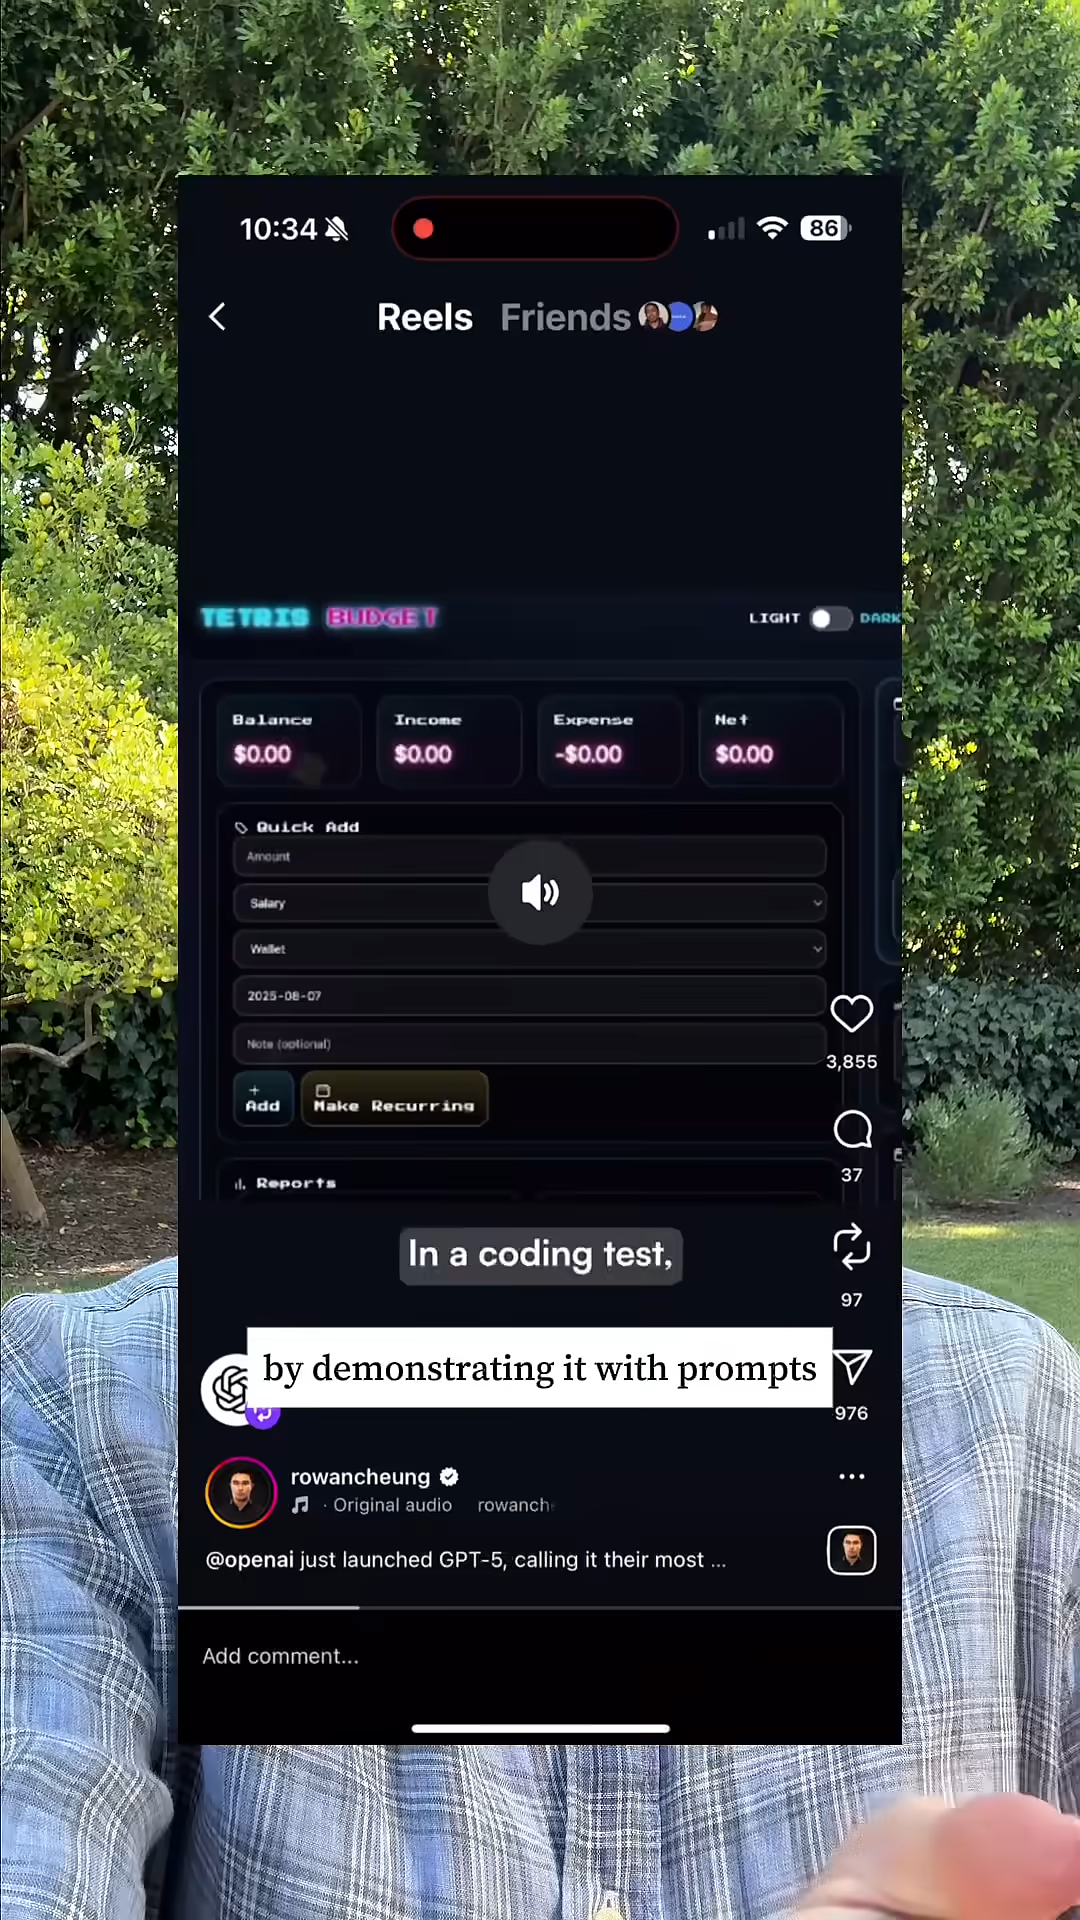 10:34
86
Reels Friends
TETRIS BUDGET
LIGHT DARK
Balance
$0.00
Income
$0.00
Expense
-$0.00
Net
$0.00
Quick Add
Amount
Salary
Wallet
2025-08-07
Note (optional)
+ Add
Make Recurring
Reports
3,855
37
97
976
In a coding test,
by demonstrating it with prompts
rowancheung
· Original audio rowanch
@openai just launched GPT-5, calling it their most ...
Add comment...